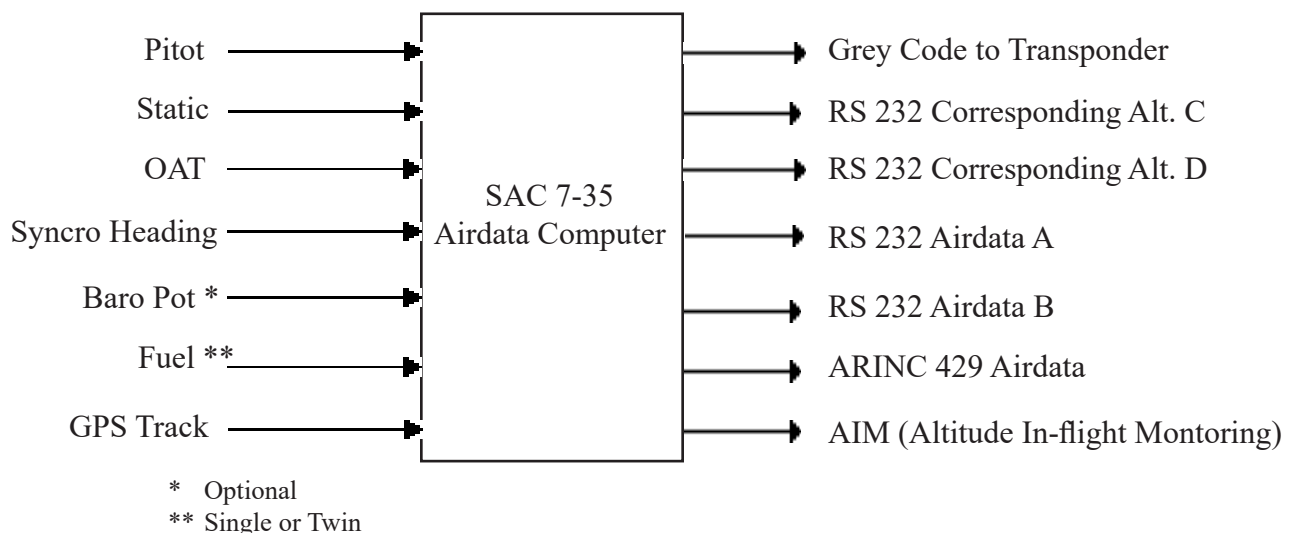 Pitot
Static
OAT
Syncro Heading
Baro Pot *
Fuel **
GPS Track
SAC 7-35
Airdata Computer
Grey Code to Transponder
RS 232 Corresponding Alt. C
RS 232 Corresponding Alt. D
RS 232 Airdata A
RS 232 Airdata B
ARINC 429 Airdata
AIM (Altitude In-flight Montoring)
* Optional
** Single or Twin